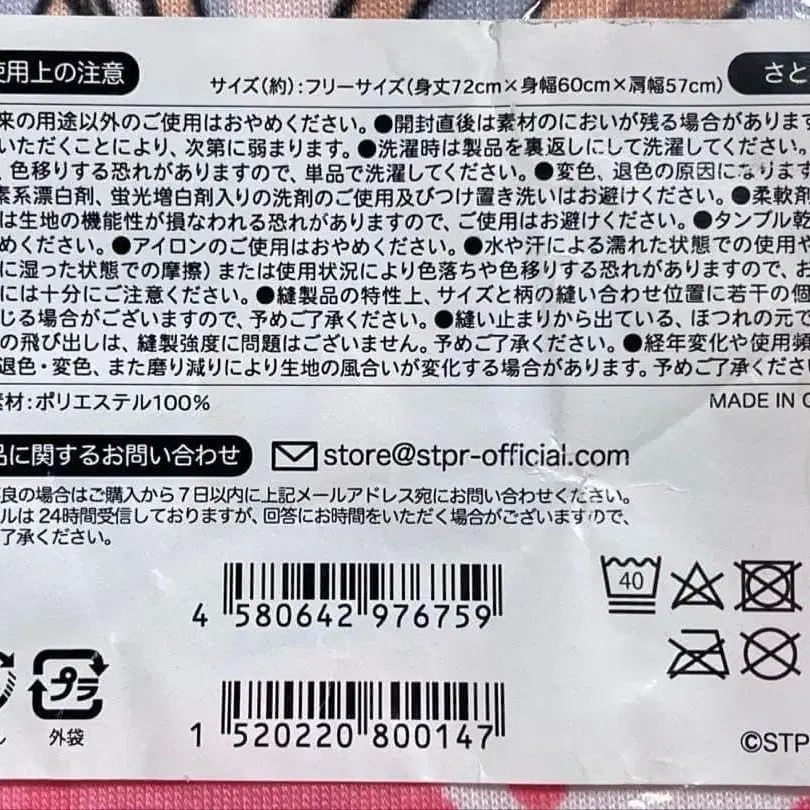 使用上の注意
サイズ(約):フリーサイズ(身丈72cm×身幅60cm×肩幅57cm)
さと
来の用途以外のご使用はおやめください。●開封直後は素材のにおいが残る場合があります
いただくことにより、次第に弱まります。●洗濯時は製品を裏返しにして洗濯してください。
、色移りする恐れがありますので、単品で洗濯してください。●変色、退色の原因になります
素系漂白剤、蛍光増白剤入りの洗剤のご使用及びつけ置き洗いはお避けください。●柔軟剤
は生地の機能性が損なわれる恐れがありますので、ご使用はお避けください。●タンブル乾
めください。●アイロンのご使用はおやめください。●水や汗による濡れた状態での使用や
に湿った状態での摩擦)または使用状況により色落ちや色移りする恐れがありますので、お
には十分にご注意ください。●縫製品の特性上、サイズと柄の縫い合わせ位置に若干の個
じる場合がございますので、予めご了承ください。●縫い止まりから出ている、ほつれの元で
の飛び出しは、縫製強度に問題はございません。予めご了承ください。●経年変化や使用頻
退色・変色、また磨り減りにより生地の風合いが変化する場合があります。予めご了承ください
素材:ポリエステル100%
MADE IN C
品に関するお問い合わせ
store@stpr-official.com
良の場合はご購入から7日以内に上記メールアドレス宛にお問い合わせください。
ルは24時間受信しておりますが、回答にお時間をいただく場合がございますので、
了承ください。
40
4 580642 976759
1 520220 800147
プラ
外袋
ん
©STP